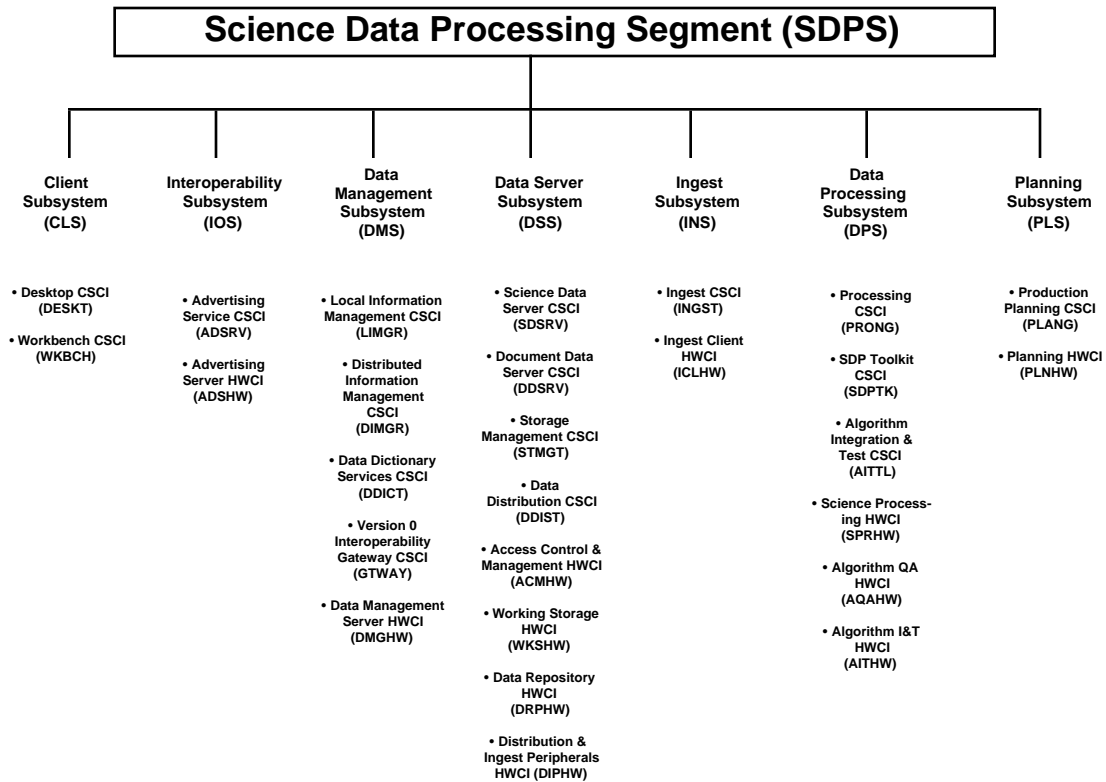 Science Data Processing Segment (SDPS)
Client
Subsystem
(CLS)
• Desktop CSCI
(DESKT)
• Workbench CSCI
(WKBCH)
Interoperability
Subsystem
(IOS)
• Advertising
Service CSCI
(ADSRV)
• Advertising
Server HWCI
(ADSHW)
Data
Management
Subsystem
(DMS)
• Local Information
Management CSCI
(LIMGR)
• Distributed
Information
Management
CSCI
(DIMGR)
• Data Dictionary
Services CSCI
(DDICT)
• Version 0
Interoperability
Gateway CSCI
(GTWAY)
• Data Management
Server HWCI
(DMGHW)
Data Server
Subsystem
(DSS)
• Science Data
Server CSCI
(SDSRV)
• Document Data
Server CSCI
(DDSRV)
• Storage
Management CSCI
(STMGT)
• Data
Distribution CSCI
(DDIST)
• Access Control &
Management HWCI
(ACMHW)
• Working Storage
HWCI
(WKSHW)
• Data Repository
HWCI
(DRPHW)
• Distribution &
Ingest Peripherals
HWCI (DIPHW)
Ingest
Subsystem
(INS)
• Ingest CSCI
(INGST)
• Ingest Client
HWCI
(ICLHW)
Data
Processing
Subsystem
(DPS)
• Processing
CSCI
(PRONG)
• SDP Toolkit
CSCI
(SDPTK)
• Algorithm
Integration &
Test CSCI
(AITTL)
• Science Process-
ing HWCI
(SPRHW)
• Algorithm QA
HWCI
(AQAHW)
• Algorithm I&T
HWCI
(AITHW)
Planning
Subsystem
(PLS)
• Production
Planning CSCI
(PLANG)
• Planning HWCI
(PLNHW)